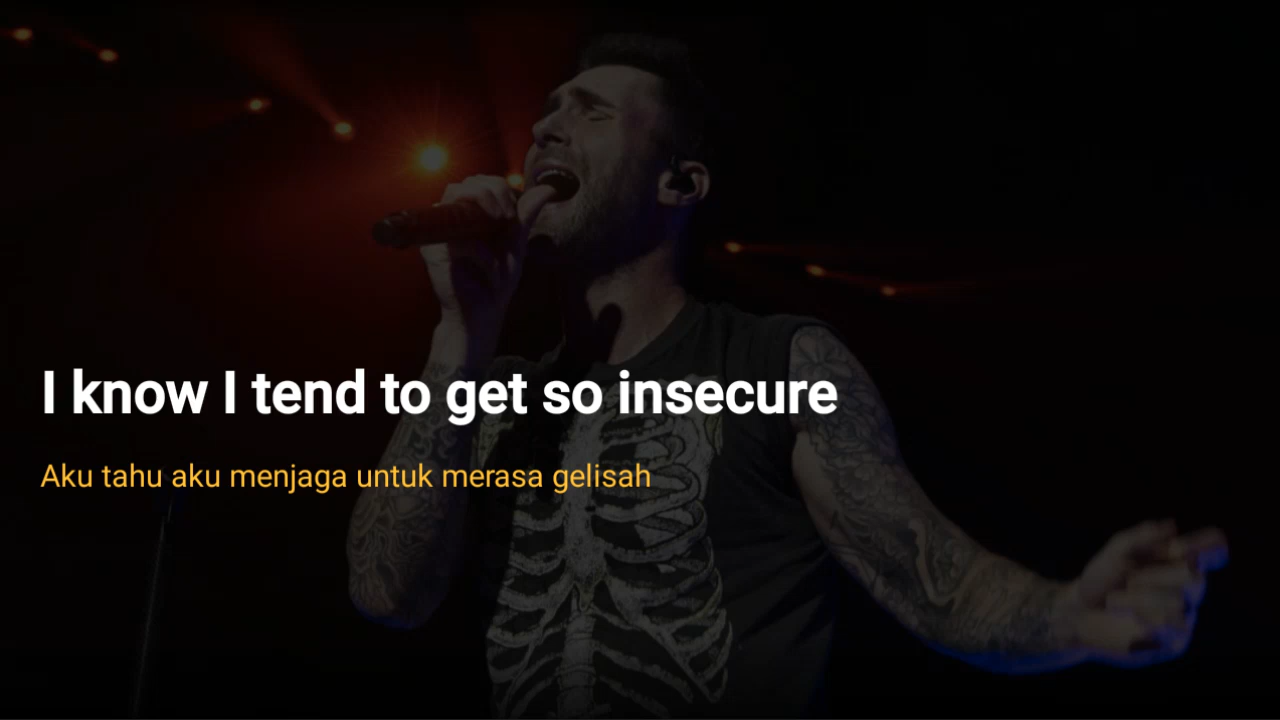 I know I tend to get so insecure
Aku tahu aku menjaga untuk merasa gelisah